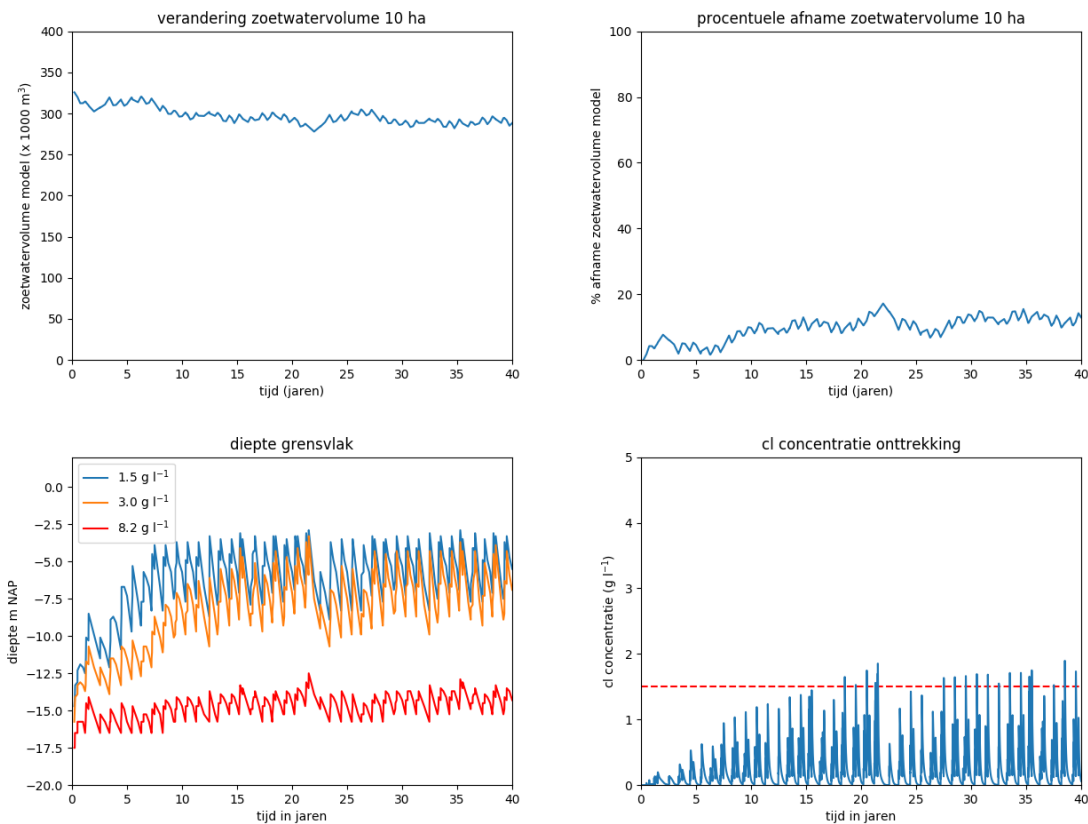 verandering zoetwatervolume 10 ha
400
350
300
250
200
150
100
50
0
zoetwatervolume model (x 1000 m³)
0 5 10 15 20 25 30 35 40
tijd (jaren)
procentuele afname zoetwatervolume 10 ha
100
80
60
40
20
0
% afname zoetwatervolume model
0 5 10 15 20 25 30 35 40
tijd (jaren)
diepte grensvlak
1.5 g l⁻¹
3.0 g l⁻¹
8.2 g l⁻¹
0.0
−2.5
−5.0
−7.5
−10.0
−12.5
−15.0
−17.5
−20.0
diepte m NAP
0 5 10 15 20 25 30 35 40
tijd in jaren
cl concentratie onttrekking
5
4
3
2
1
0
cl concentratie (g l⁻¹)
0 5 10 15 20 25 30 35 40
tijd in jaren